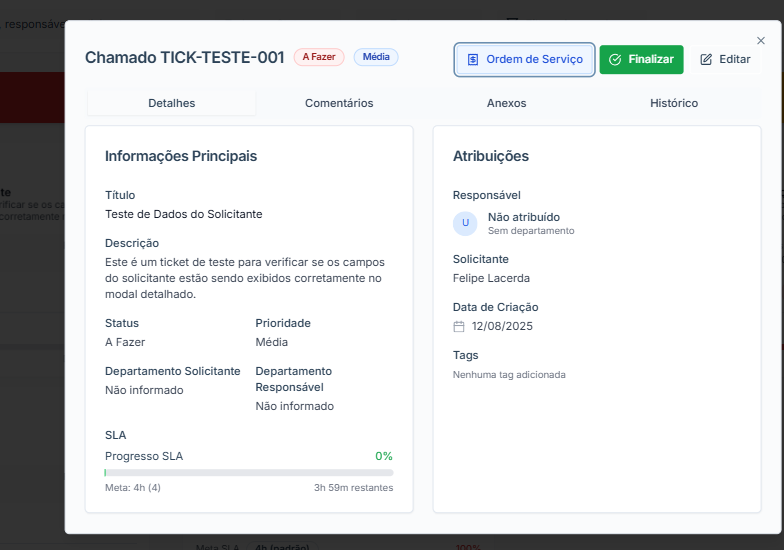 responsáve
Chamado TICK-TESTE-001
A Fazer
Média
Ordem de Serviço
Finalizar
Editar
Detalhes
Comentários
Anexos
Histórico
Informações Principais
Título
Teste de Dados do Solicitante
Descrição
Este é um ticket de teste para verificar se os campos
do solicitante estão sendo exibidos corretamente no
modal detalhado.
Status
Prioridade
A Fazer
Média
Departamento Solicitante
Departamento
Responsável
Não informado
Não informado
SLA
Progresso SLA
0%
Meta: 4h (4)
3h 59m restantes
Atribuições
Responsável
U
Não atribuído
Sem departamento
Solicitante
Felipe Lacerda
Data de Criação
12/08/2025
Tags
Nenhuma tag adicionada
te
rificar se os ca
corretamente
Meta SLA
4h (padrão)
100%